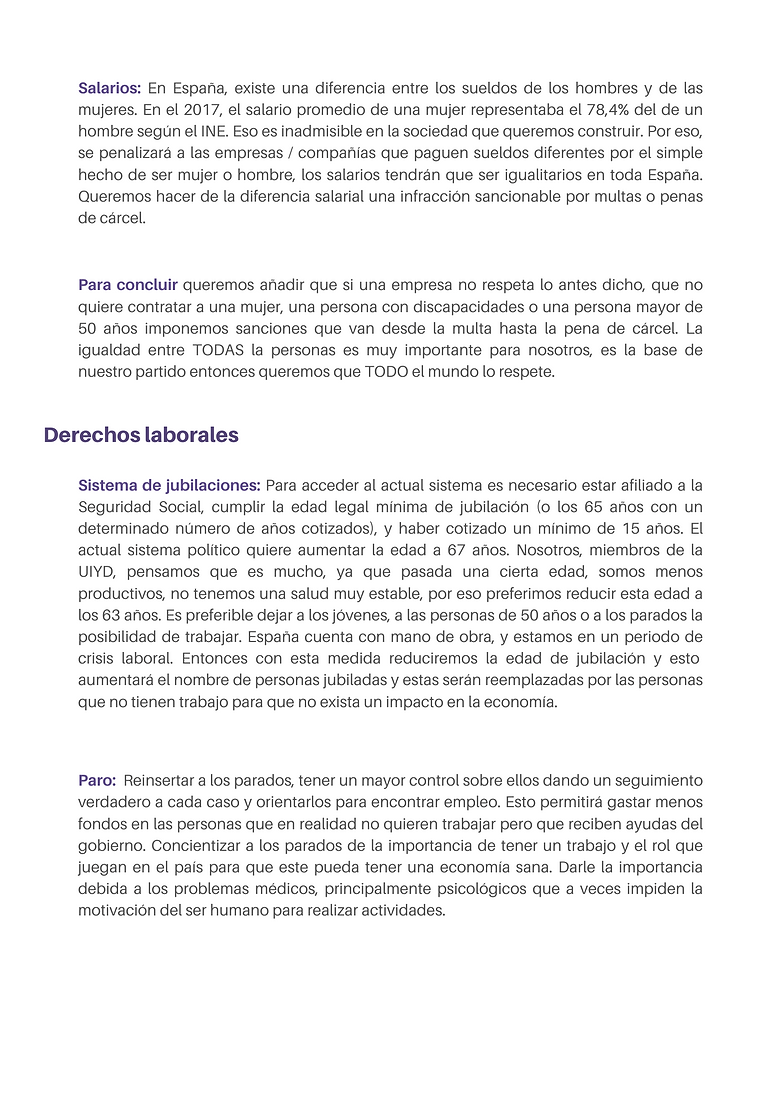 Salarios: En España, existe una diferencia entre los sueldos de los hombres y de las
mujeres. En el 2017, el salario promedio de una mujer representaba el 78,4% del de un
hombre según el INE. Eso es inadmisible en la sociedad que queremos construir. Por eso,
se penalizará a las empresas / compañías que paguen sueldos diferentes por el simple
hecho de ser mujer o hombre, los salarios tendrán que ser igualitarios en toda España.
Queremos hacer de la diferencia salarial una infracción sancionable por multas o penas
de cárcel.
Para concluir queremos añadir que si una empresa no respeta lo antes dicho, que no
quiere contratar a una mujer, una persona con discapacidades o una persona mayor de
50 años imponemos sanciones que van desde la multa hasta la pena de cárcel. La
igualdad entre TODAS la personas es muy importante para nosotros, es la base de
nuestro partido entonces queremos que TODO el mundo lo respete.
Derechos laborales
Sistema de jubilaciones: Para acceder al actual sistema es necesario estar afiliado a la
Seguridad Social, cumplir la edad legal mínima de jubilación (o los 65 años con un
determinado número de años cotizados), y haber cotizado un mínimo de 15 años. El
actual sistema político quiere aumentar la edad a 67 años. Nosotros, miembros de la
UIYD, pensamos que es mucho, ya que pasada una cierta edad, somos menos
productivos, no tenemos una salud muy estable, por eso preferimos reducir esta edad a
los 63 años. Es preferible dejar a los jóvenes, a las personas de 50 años o a los parados la
posibilidad de trabajar. España cuenta con mano de obra, y estamos en un periodo de
crisis laboral. Entonces con esta medida reduciremos la edad de jubilación y esto
aumentará el nombre de personas jubiladas y estas serán reemplazadas por las personas
que no tienen trabajo para que no exista un impacto en la economía.
Paro: Reinsertar a los parados, tener un mayor control sobre ellos dando un seguimiento
verdadero a cada caso y orientarlos para encontrar empleo. Esto permitirá gastar menos
fondos en las personas que en realidad no quieren trabajar pero que reciben ayudas del
gobierno. Concientizar a los parados de la importancia de tener un trabajo y el rol que
juegan en el país para que este pueda tener una economía sana. Darle la importancia
debida a los problemas médicos, principalmente psicológicos que a veces impiden la
motivación del ser humano para realizar actividades.